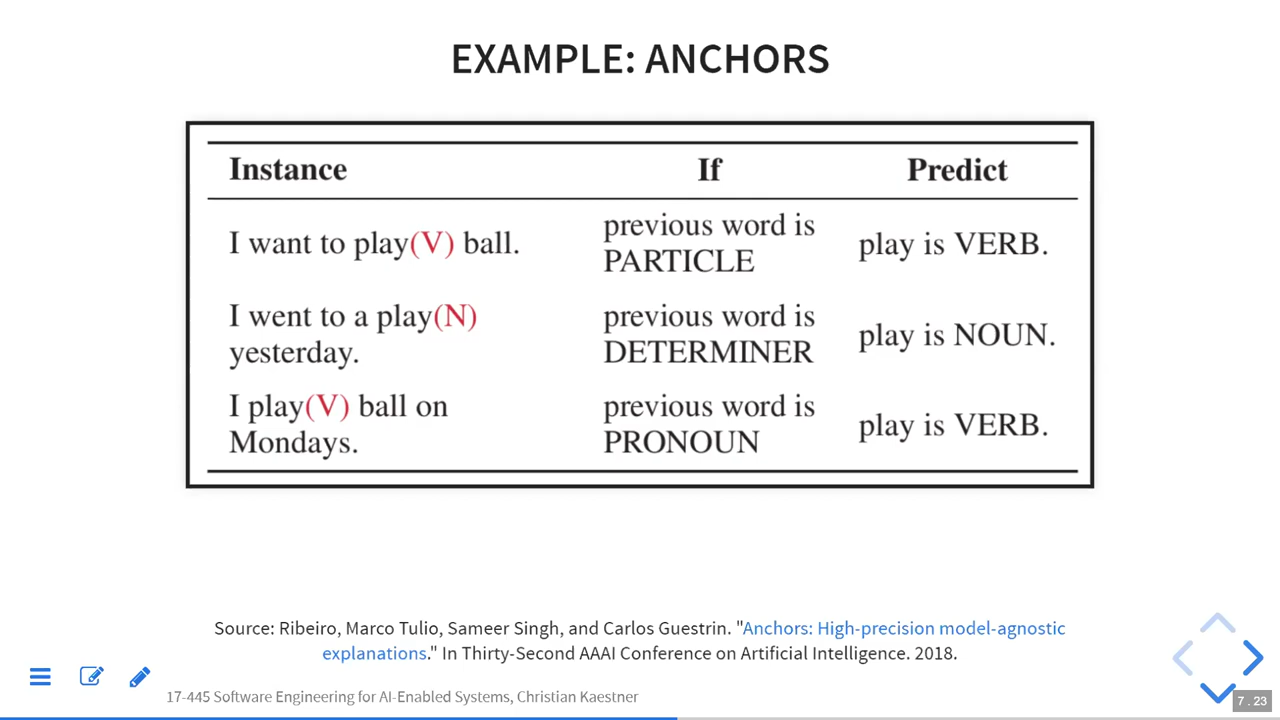 EXAMPLE: ANCHORS
Instance If Predict
I want to play(V) ball.
previous word is
PARTICLE
play is VERB.
I went to a play(N)
yesterday.
previous word is
DETERMINER
play is NOUN.
I play(V) ball on
Mondays.
previous word is
PRONOUN
play is VERB.
Source: Ribeiro, Marco Tulio, Sameer Singh, and Carlos Guestrin. "Anchors: High-precision model-agnostic
explanations." In Thirty-Second AAAI Conference on Artificial Intelligence. 2018.
17-445 Software Engineering for AI-Enabled Systems, Christian Kaestner
7 . 23